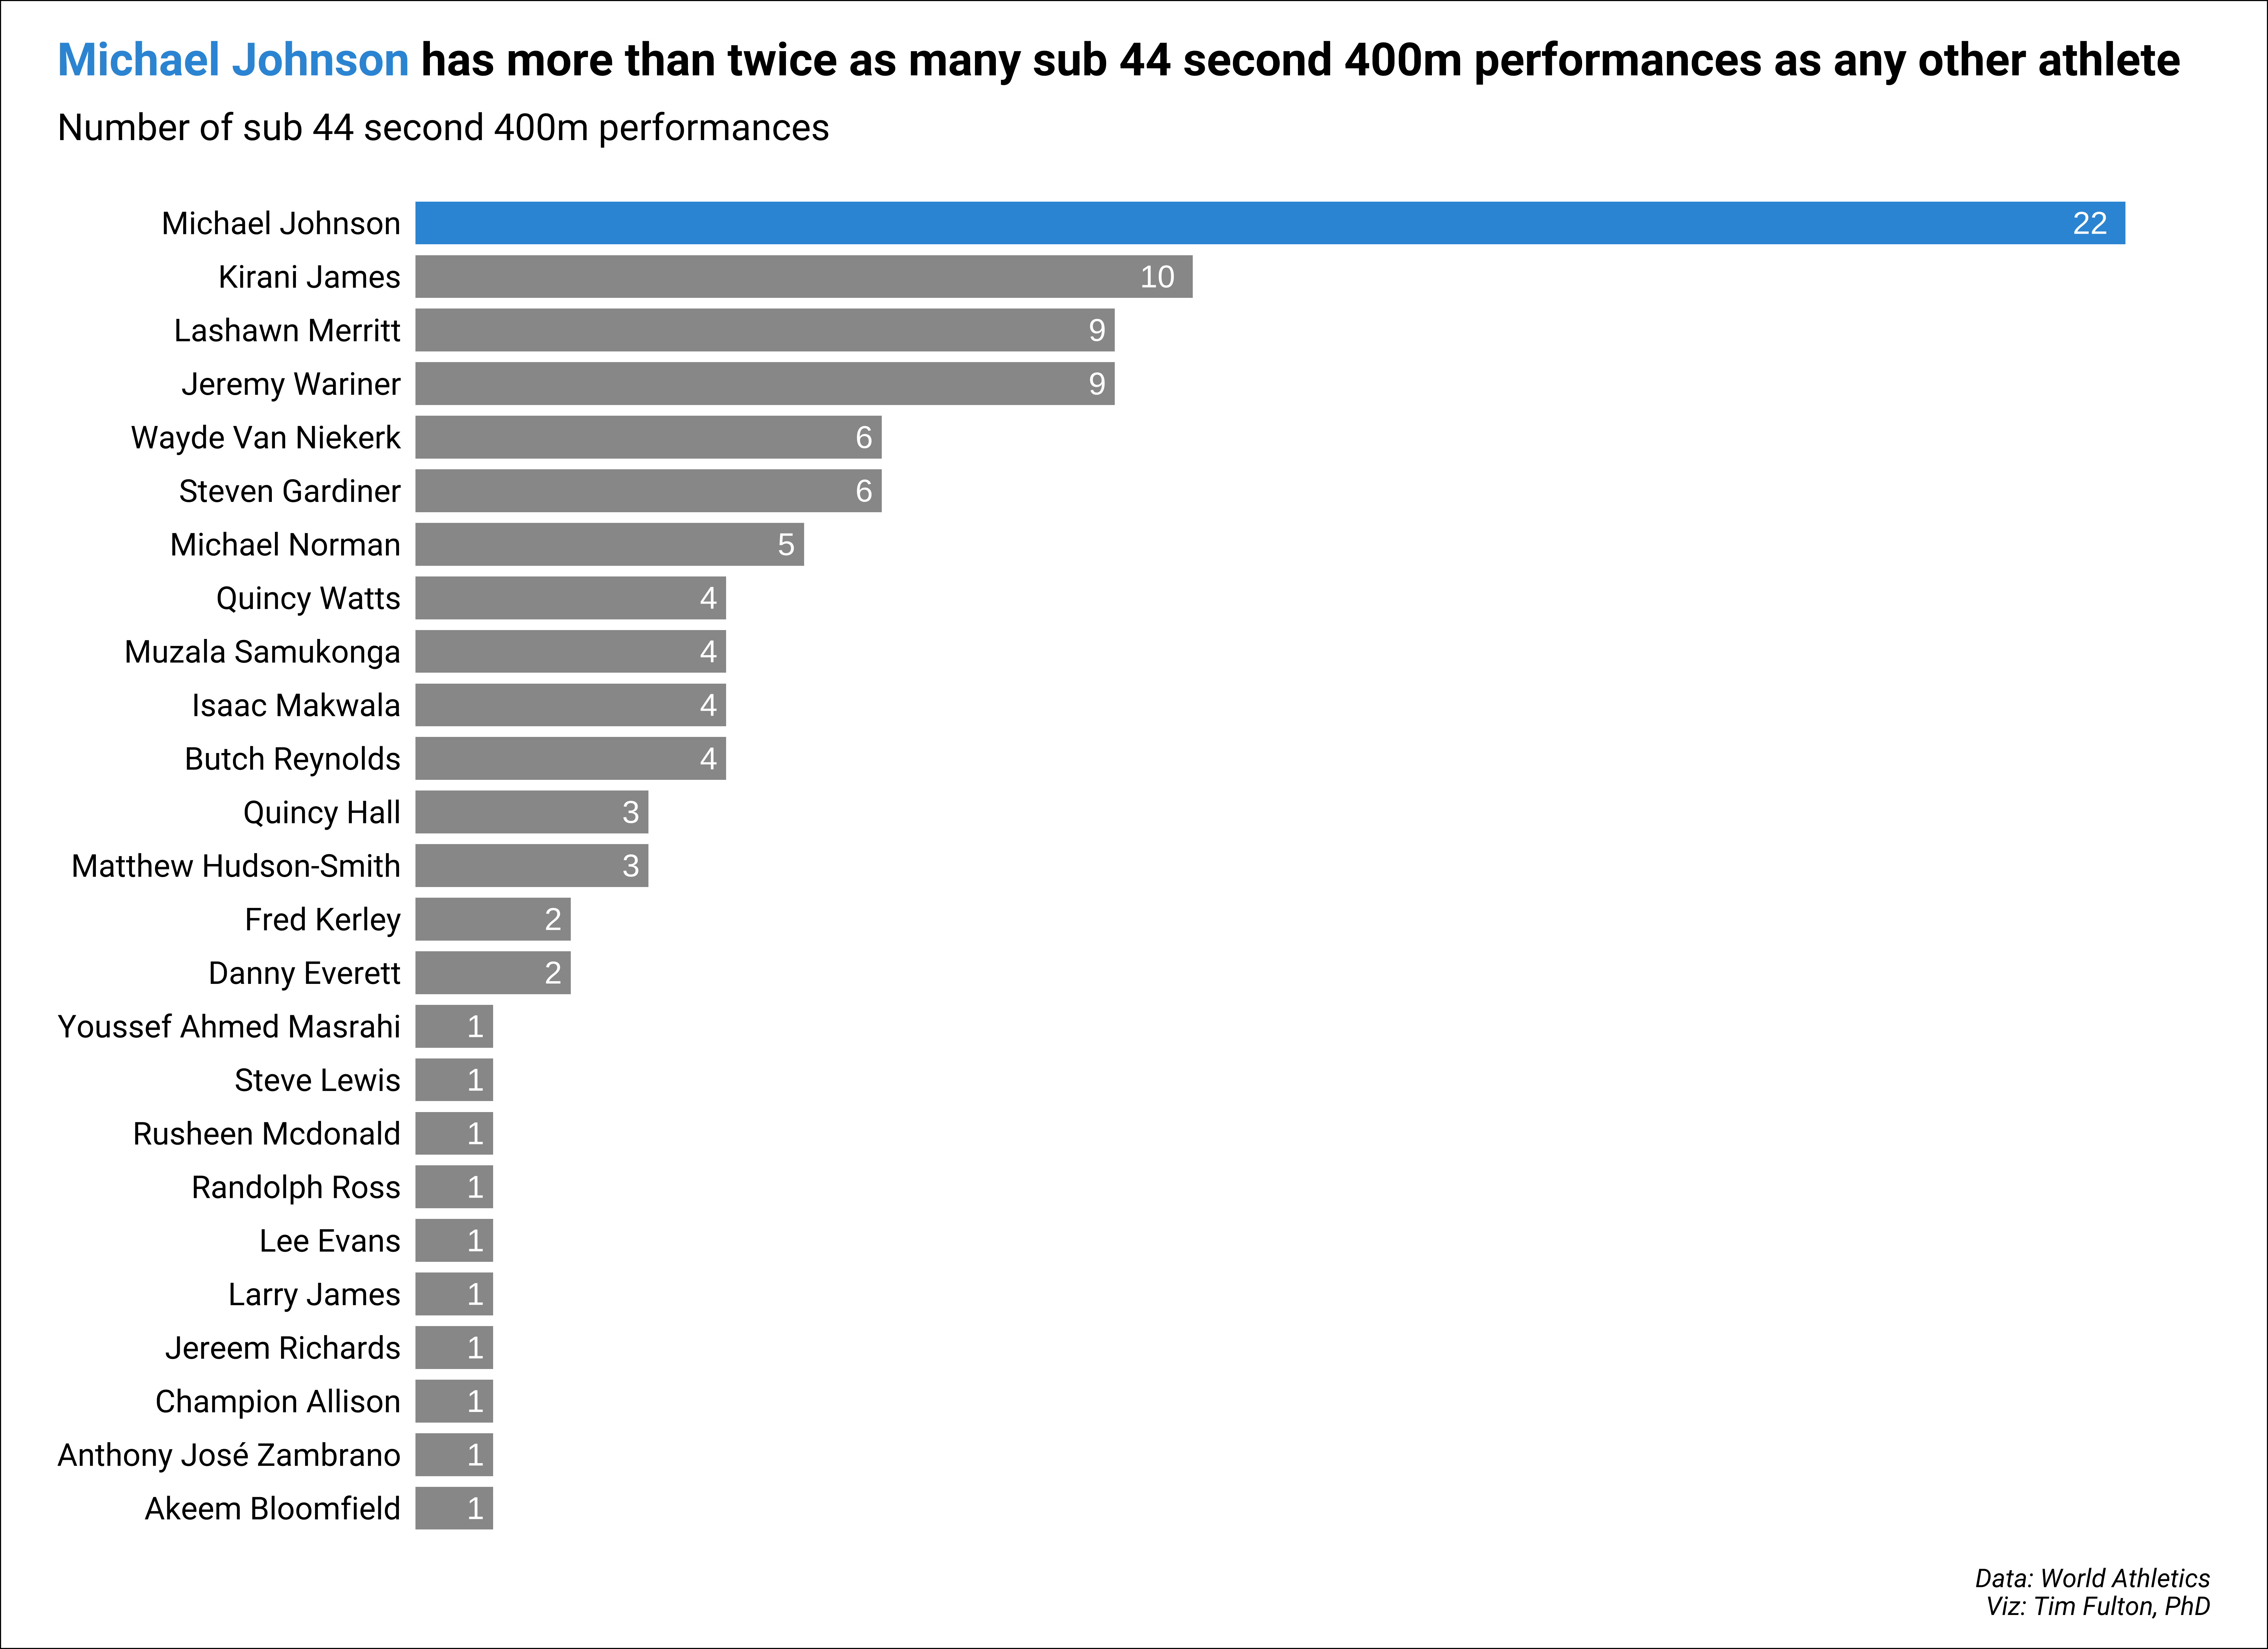 Michael Johnson has more than twice as many sub 44 second 400m performances as any other athlete
Number of sub 44 second 400m performances
Michael Johnson 22
Kirani James 10
Lashawn Merritt 9
Jeremy Wariner 9
Wayde Van Niekerk 6
Steven Gardiner 6
Michael Norman 5
Quincy Watts 4
Muzala Samukonga 4
Isaac Makwala 4
Butch Reynolds 4
Quincy Hall 3
Matthew Hudson-Smith 3
Fred Kerley 2
Danny Everett 2
Youssef Ahmed Masrahi 1
Steve Lewis 1
Rusheen Mcdonald 1
Randolph Ross 1
Lee Evans 1
Larry James 1
Jereem Richards 1
Champion Allison 1
Anthony José Zambrano 1
Akeem Bloomfield 1
Data: World Athletics
Viz: Tim Fulton, PhD